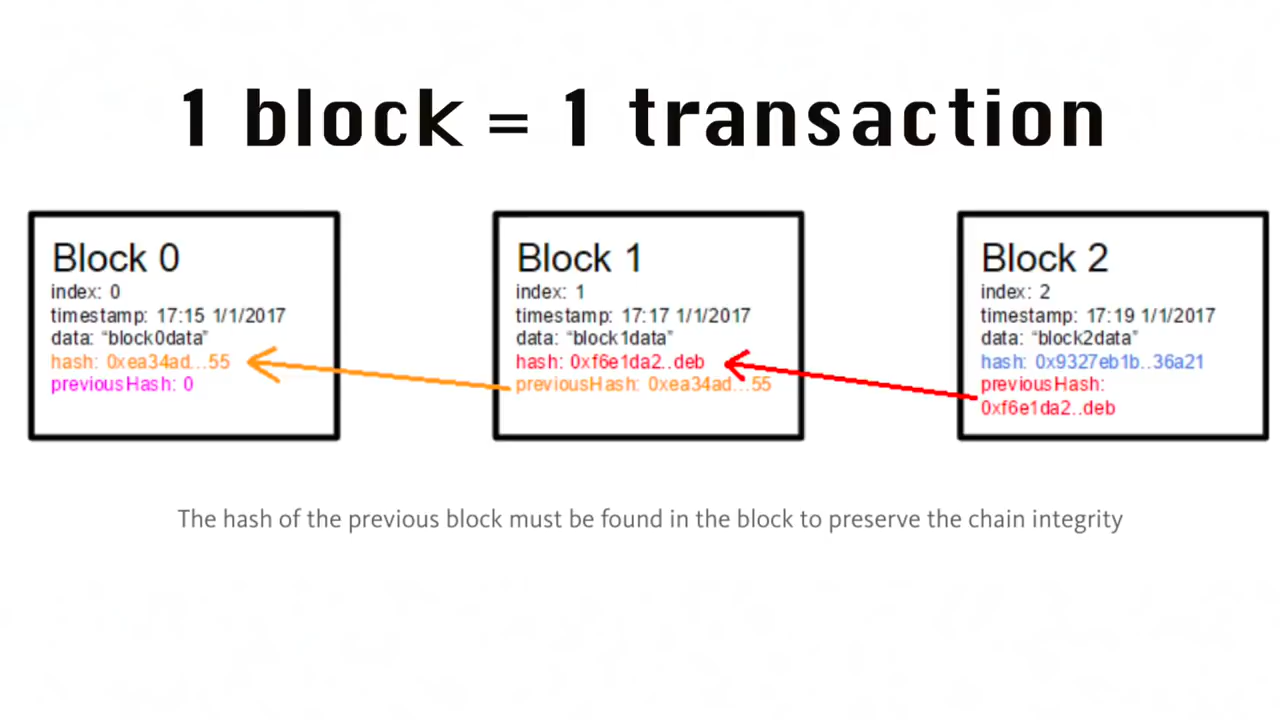 1 block = 1 transaction
Block 0
index: 0
timestamp: 17:15 1/1/2017
data: “block0data”
hash: 0xea34ad...55
previousHash: 0
Block 1
index: 1
timestamp: 17:17 1/1/2017
data: “block1data”
hash: 0xf6e1da2..deb
previousHash: 0xea34ad...55
Block 2
index: 2
timestamp: 17:19 1/1/2017
data: “block2data”
hash: 0x9327eb1b..36a21
previousHash:
0xf6e1da2..deb
The hash of the previous block must be found in the block to preserve the chain integrity